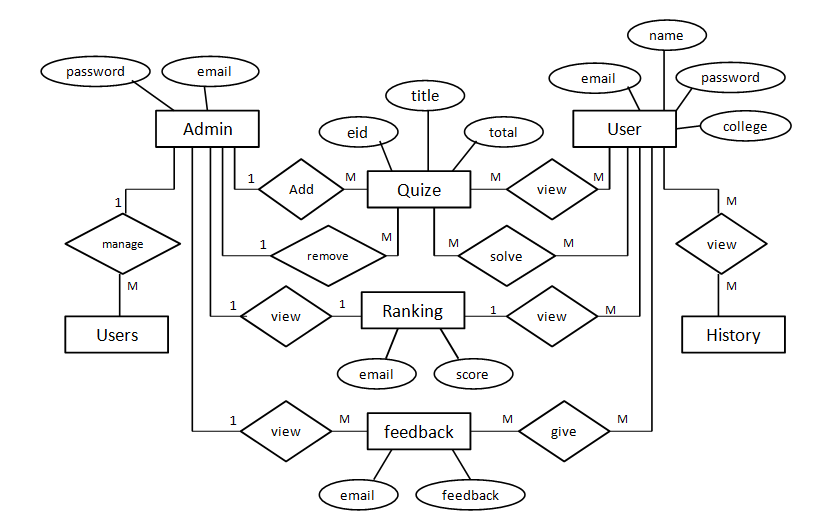 name
password
email
email
password
title
Admin
User
college
eid
total
1
Add
M
Quize
M
view
M
1
M
manage
1
remove
M
M
solve
M
view
M
M
1
view
1
Ranking
1
view
M
Users
History
email
score
1
view
M
feedback
M
give
M
email
feedback